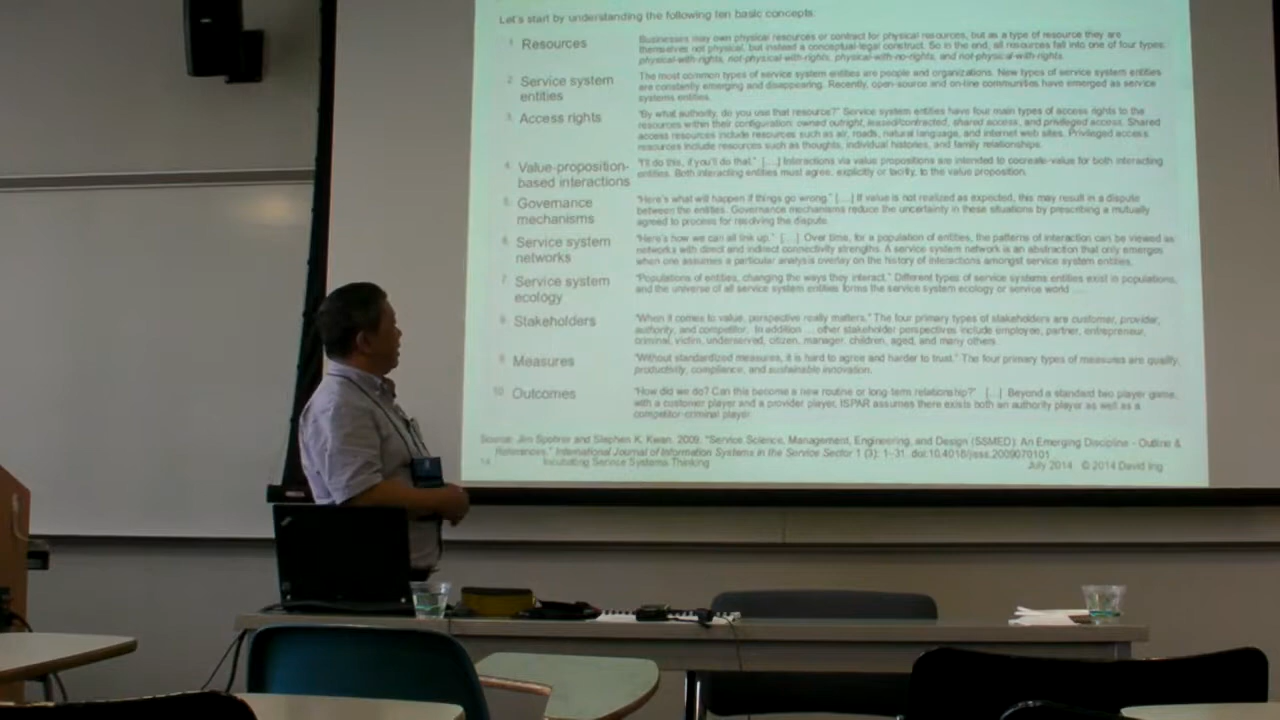 Let's start by understanding the following ten basic concepts:
1 Resources
Businesses may own physical resources or contract for physical resources, but as a type of resource they are
themselves not physical, but instead a conceptual-legal construct. So in the end, all resources fall into one of four types:
physical-with-rights, not-physical-with-rights, physical-with-no-rights, and not-physical-with-rights.
2 Service system
entities
The most common types of service system entities are people and organizations. New types of service system entities
are constantly emerging and disappearing. Recently, open-source and on-line communities have emerged as service
systems entities.
3 Access rights
"By what authority, do you use that resource?" Service system entities have four main types of access rights to the
resources within their configuration: owned outright, leased/contracted, shared access, and privileged access. Shared
access resources include resources such as air, roads, natural language, and internet web sites. Privileged access
resources include resources such as thoughts, individual histories, and family relationships.
4 Value-proposition-
based interactions
"I'll do this, if you'll do that." [....] Interactions via value propositions are intended to cocreate-value for both interacting
entities. Both interacting entities must agree, explicitly or tacitly, to the value proposition.
5 Governance
mechanisms
"Here's what will happen if things go wrong." [....] If value is not realized as expected, this may result in a dispute
between the entities. Governance mechanisms reduce the uncertainty in these situations by prescribing a mutually
agreed to process for resolving the dispute.
6 Service system
networks
"Here's how we can all link up." [....] Over time, for a population of entities, the patterns of interaction can be viewed as
networks with direct and indirect connectivity strengths. A service system network is an abstraction that only emerges
when one assumes a particular analysis overlay on the history of interactions amongst service system entities.
7 Service system
ecology
"Populations of entities, changing the ways they interact." Different types of service systems entities exist in populations,
and the universe of all service system entities forms the service system ecology or service world ....
8 Stakeholders
"When it comes to value, perspective really matters." The four primary types of stakeholders are customer, provider,
authority, and competitor. In addition ... other stakeholder perspectives include employee, partner, entrepreneur,
criminal, victim, underserved, citizen, manager, children, aged, and many others.
9 Measures
"Without standardized measures, it is hard to agree and harder to trust." The four primary types of measures are quality,
productivity, compliance, and sustainable innovation.
10 Outcomes
"How did we do? Can this become a new routine or long-term relationship?" [....] Beyond a standard two player game,
with a customer player and a provider player, ISPAR assumes there exists both an authority player as well as a
competitor-criminal player.
Source: Jim Spohrer and Stephen K. Kwan. 2009. "Service Science, Management, Engineering, and Design (SSMED): An Emerging Discipline - Outline &
References." International Journal of Information Systems in the Service Sector 1 (3): 1–31. doi:10.4018/jisss.2009070101.
14 Incubating Service Systems Thinking July 2014 © 2014 David Ing